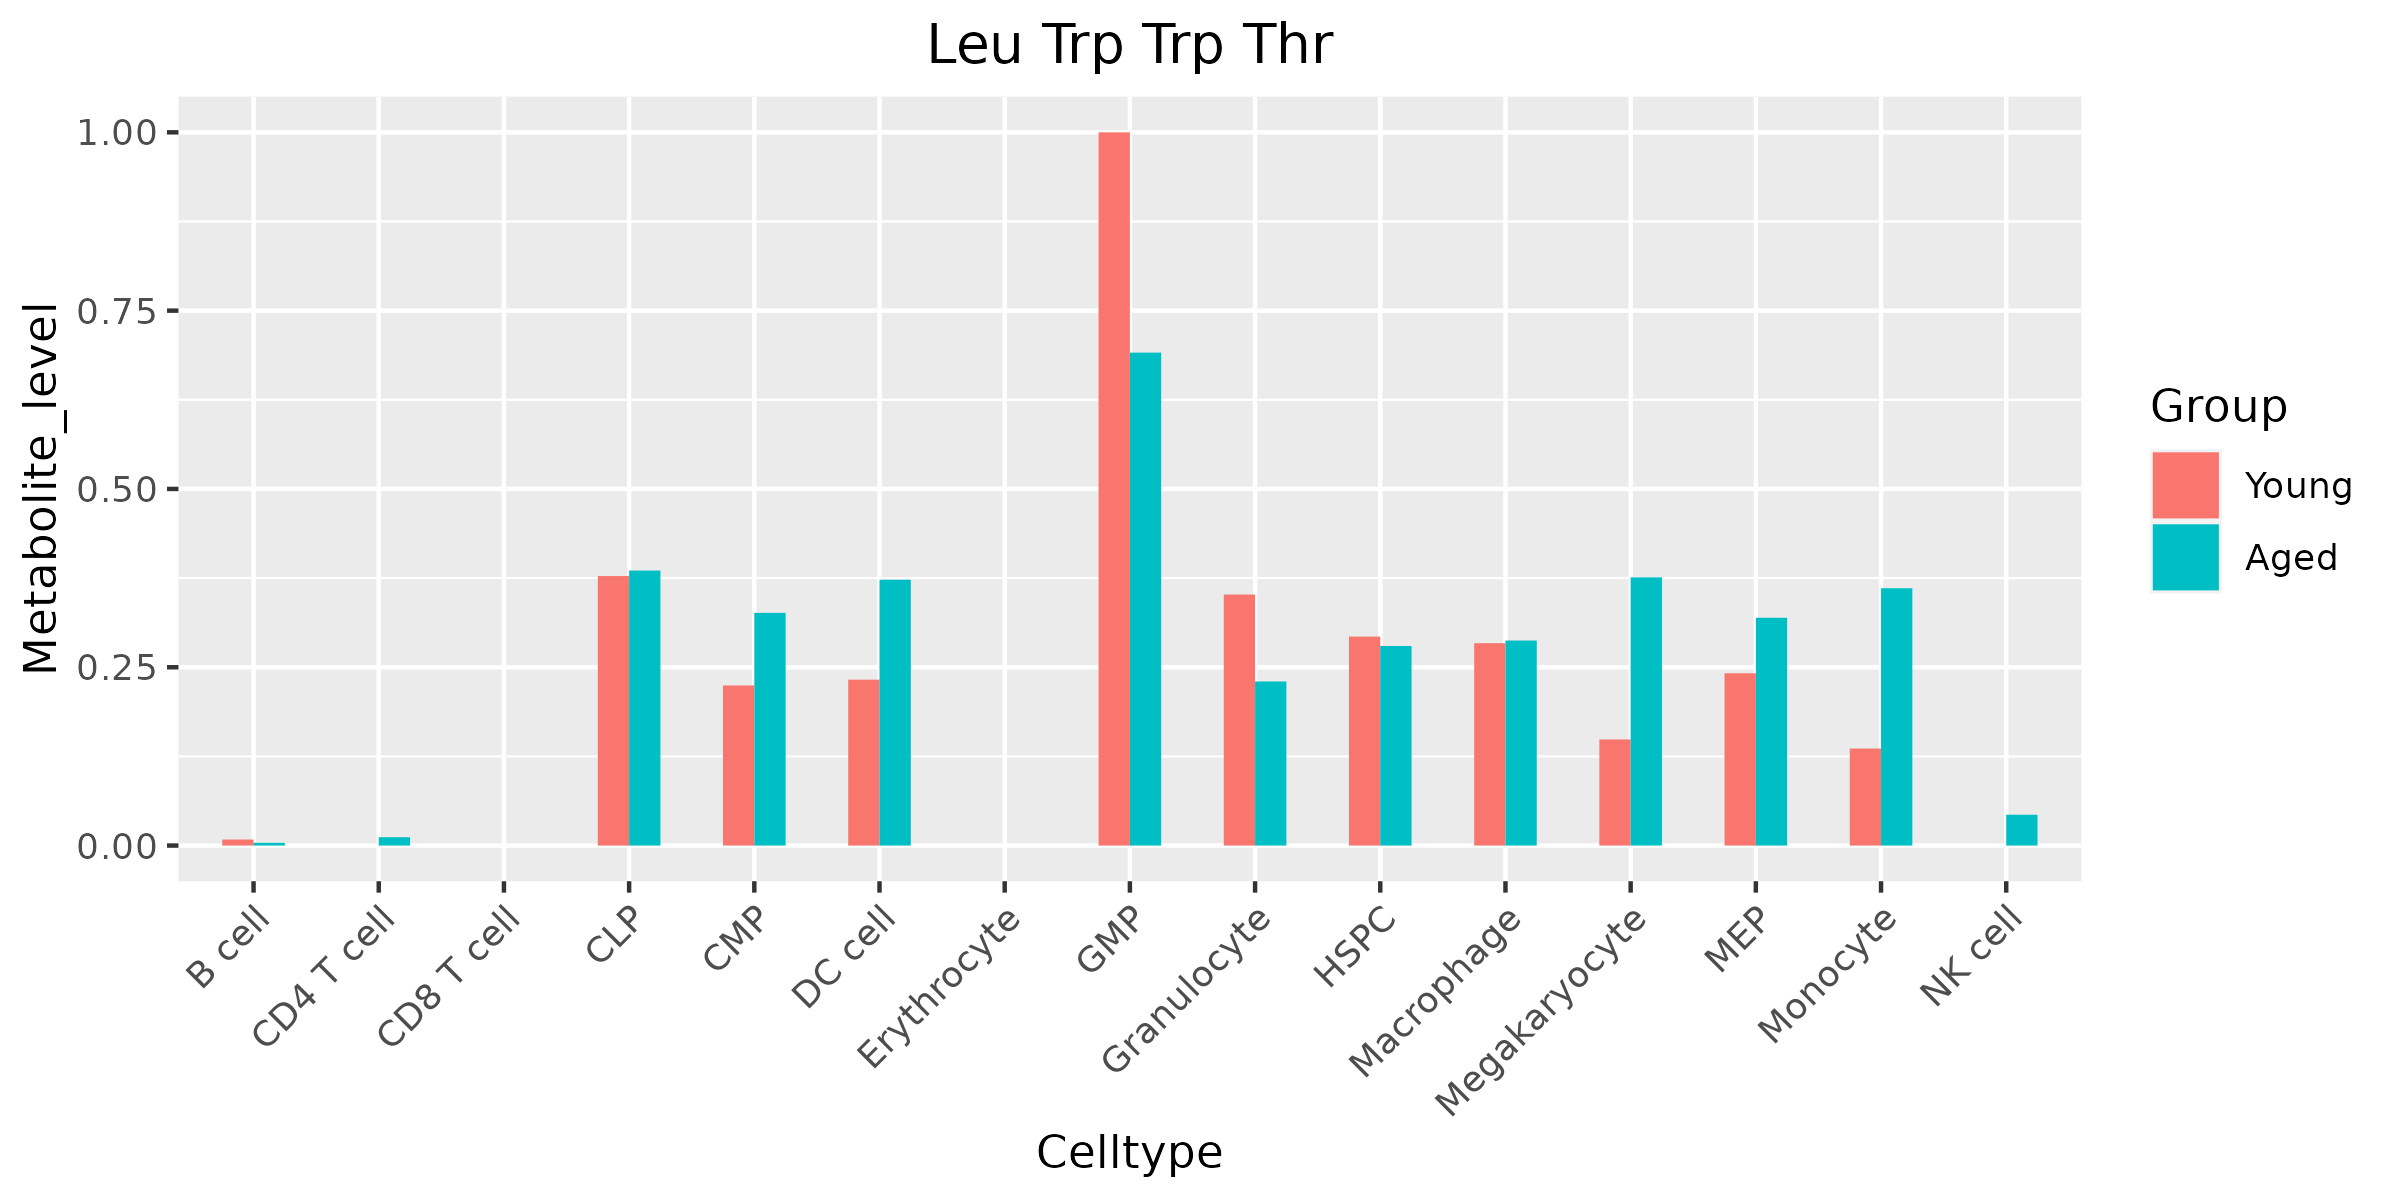 Leu Trp Trp Thr
Metabolite_level
1.00
0.75
0.50
0.25
0.00
B cell
CD4 T cell
CD8 T cell
CLP
CMP
DC cell
Erythrocyte
GMP
Granulocyte
HSPC
Macrophage
Megakaryocyte
MEP
Monocyte
NK cell
Celltype
Group
Young
Aged